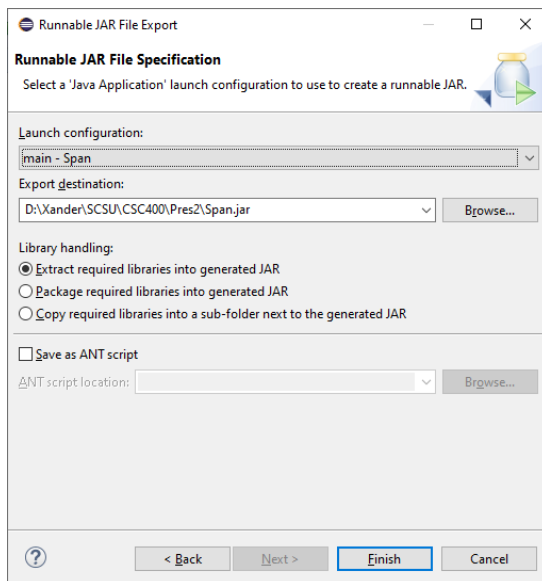 Runnable JAR File Export
Runnable JAR File Specification
Select a 'Java Application' launch configuration to use to create a runnable JAR.
Launch configuration:
main - Span
Export destination:
D:\Xander\SCSU\CSC400\Pres2\Span.jar Browse...
Library handling:
Extract required libraries into generated JAR
Package required libraries into generated JAR
Copy required libraries into a sub-folder next to the generated JAR
Save as ANT script
ANT script location: Browse...
? < Back Next > Finish Cancel